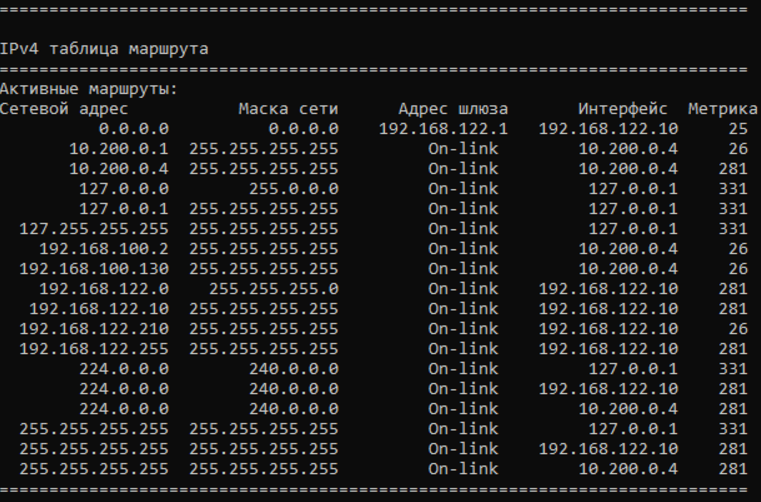 ===========================================================================
IPv4 таблица маршрута
===========================================================================
Активные маршруты:
Сетевой адрес           Маска сети      Адрес шлюза       Интерфейс  Метрика
          0.0.0.0          0.0.0.0    192.168.122.1   192.168.122.10     25
       10.200.0.1  255.255.255.255         On-link        10.200.0.4     26
       10.200.0.4  255.255.255.255         On-link        10.200.0.4    281
        127.0.0.0        255.0.0.0         On-link         127.0.0.1    331
        127.0.0.1  255.255.255.255         On-link         127.0.0.1    331
  127.255.255.255  255.255.255.255         On-link         127.0.0.1    331
    192.168.100.2  255.255.255.255         On-link        10.200.0.4     26
  192.168.100.130  255.255.255.255         On-link        10.200.0.4     26
    192.168.122.0    255.255.255.0         On-link    192.168.122.10    281
   192.168.122.10  255.255.255.255         On-link    192.168.122.10    281
  192.168.122.210  255.255.255.255         On-link    192.168.122.10     26
  192.168.122.255  255.255.255.255         On-link    192.168.122.10    281
        224.0.0.0        240.0.0.0         On-link         127.0.0.1    331
        224.0.0.0        240.0.0.0         On-link    192.168.122.10    281
        224.0.0.0        240.0.0.0         On-link        10.200.0.4    281
  255.255.255.255  255.255.255.255         On-link         127.0.0.1    331
  255.255.255.255  255.255.255.255         On-link    192.168.122.10    281
  255.255.255.255  255.255.255.255         On-link        10.200.0.4    281
===========================================================================